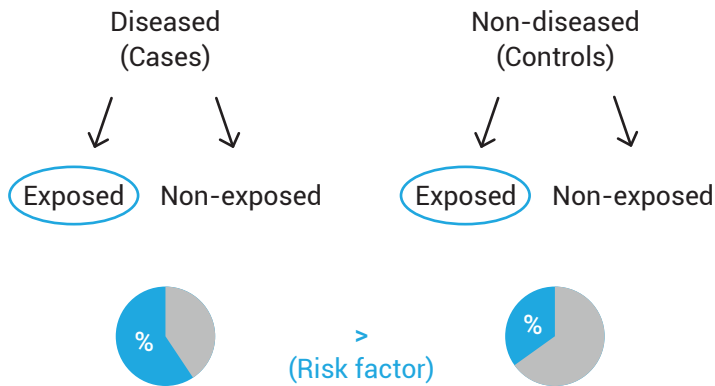 Diseased
(Cases)
Non-diseased
(Controls)
Exposed
Non-exposed
Exposed
Non-exposed
%
>
(Risk factor)
%